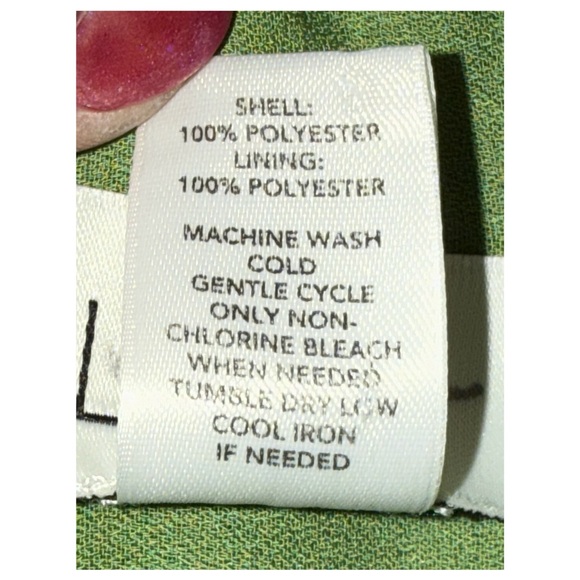 SHELL:
100% POLYESTER
LINING:
100% POLYESTER
MACHINE WASH
COLD
GENTLE CYCLE
ONLY NON-
CHLORINE BLEACH
WHEN NEEDED
TUMBLE DRY LOW
COOL IRON
IF NEEDED
L